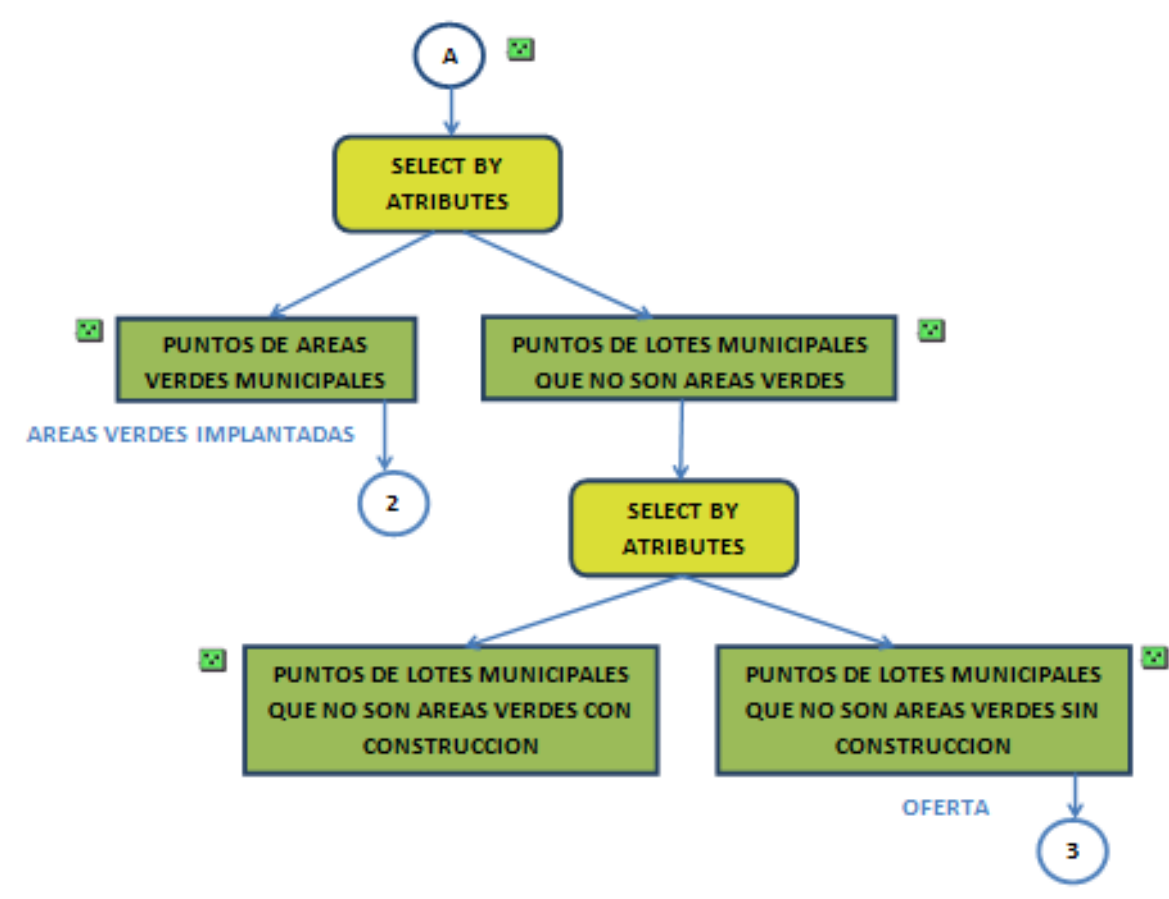 A
SELECT BY
ATRIBUTES
PUNTOS DE AREAS
VERDES MUNICIPALES
PUNTOS DE LOTES MUNICIPALES
QUE NO SON AREAS VERDES
AREAS VERDES IMPLANTADAS
2
SELECT BY
ATRIBUTES
PUNTOS DE LOTES MUNICIPALES
QUE NO SON AREAS VERDES CON
CONSTRUCCION
PUNTOS DE LOTES MUNICIPALES
QUE NO SON AREAS VERDES SIN
CONSTRUCCION
OFERTA
3